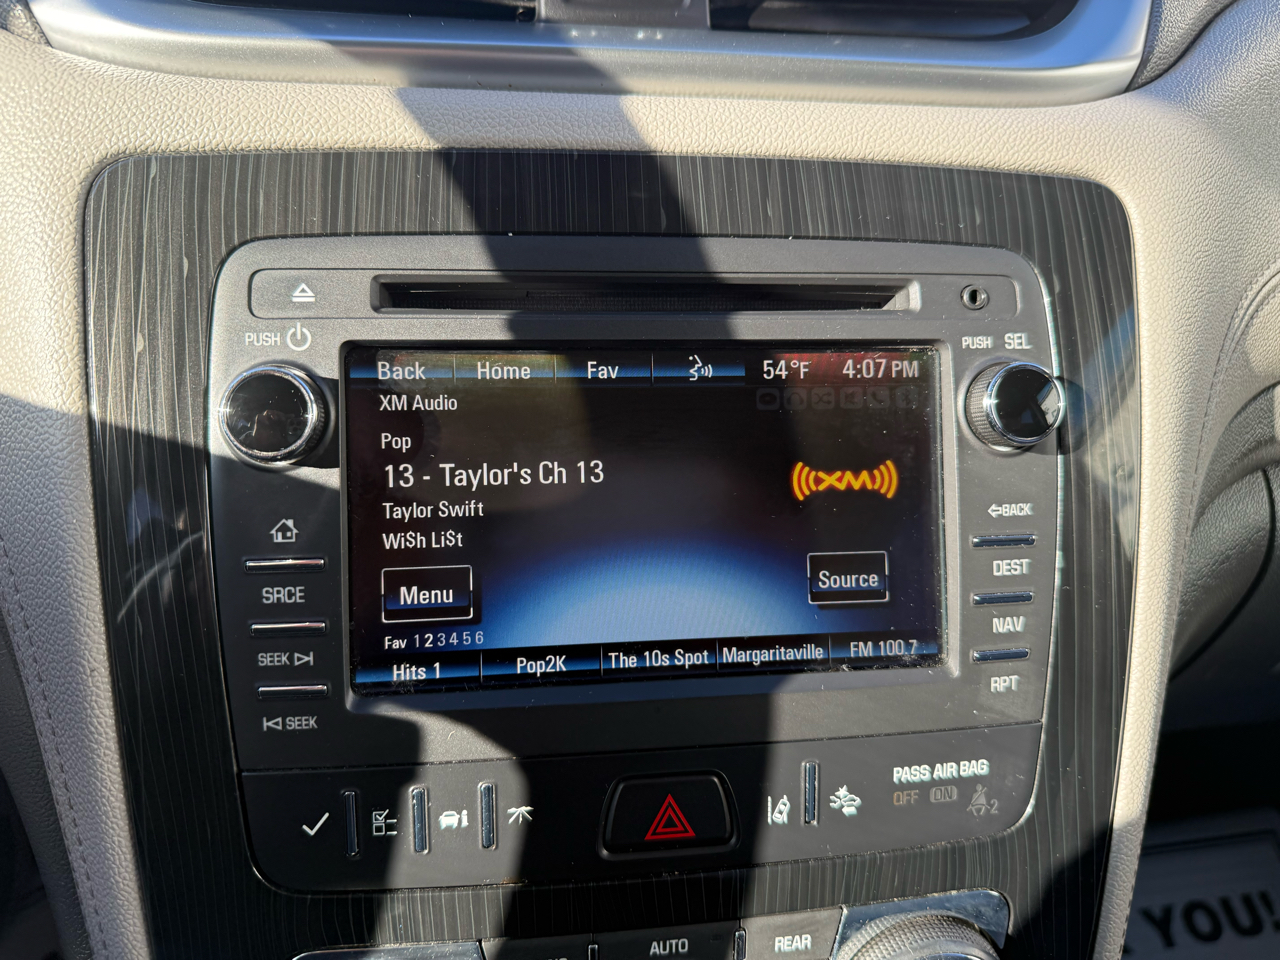 PUSH
PUSH SEL
Back Home Fav 54°F 4:07 PM
XM Audio
Pop
13 - Taylor's Ch 13
XM
Taylor Swift
Wi$h Li$t
Menu
Source
Fav 1 2 3 4 5 6
Hits 1 Pop2K The 10s Spot Margaritaville FM 100.7
SRCE
SEEK
SEEK
BACK
DEST
NAV
RPT
PASS AIR BAG
OFF ON
2
AUTO
REAR
YOU!